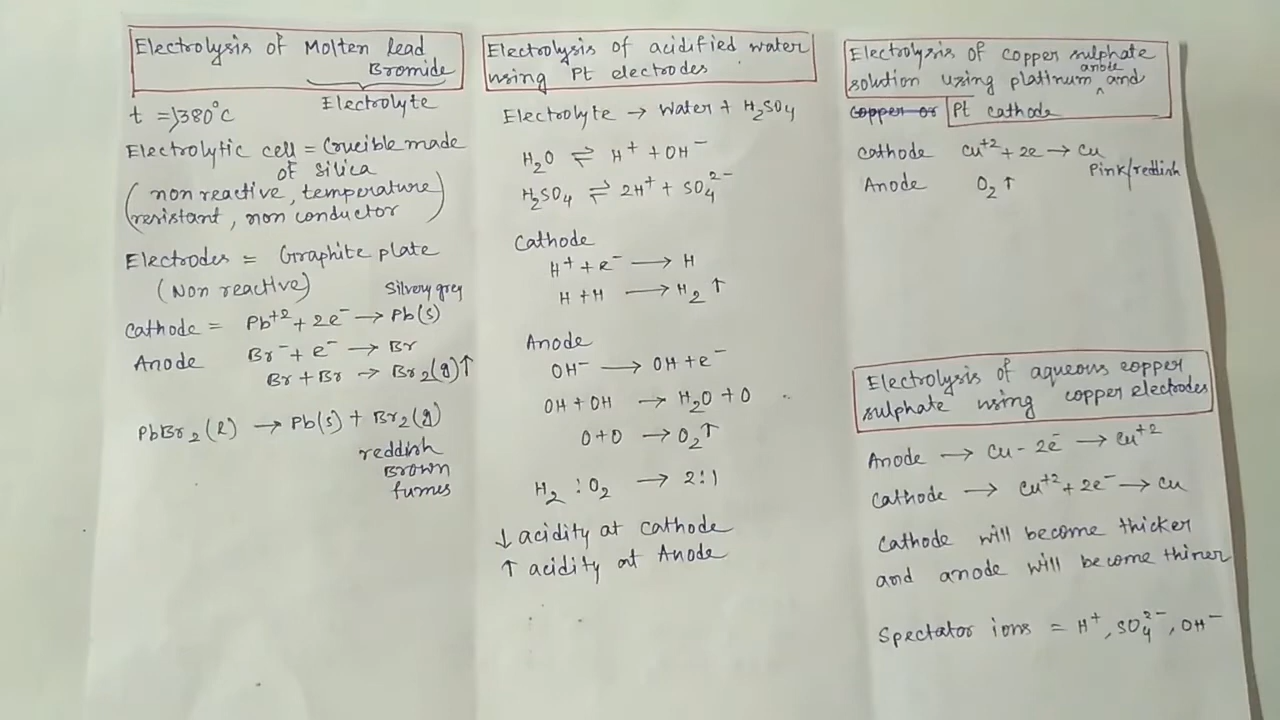 Electrolysis of Molten lead
Bromide
Electrolyte
t => 380°C
Electrolytic cell = Crucible made
of silica
(non reactive, temperature
resistant, non conductor)
Electrodes = Graphite plate
(Non reactive)
Silvery grey
Cathode = Pb⁺² + 2e⁻ → Pb(s)
Anode Br⁻ + e⁻ → Br
Br + Br → Br₂(g)↑
PbBr₂(l) → Pb(s) + Br₂(g)
reddish
Brown
fumes
Electrolysis of acidified water
using Pt electrodes
Electrolyte → Water + H₂SO₄
H₂O ⇌ H⁺ + OH⁻
H₂SO₄ ⇌ 2H⁺ + SO₄²⁻
Cathode
H⁺ + e⁻ → H
H + H → H₂↑
Anode
OH⁻ → OH + e⁻
OH + OH → H₂O + O
O + O → O₂↑
H₂ : O₂ → 2:1
↓ acidity at cathode
↑ acidity at Anode
Electrolysis of copper sulphate
solution using platinum anode and
copper or Pt cathode
Cathode Cu⁺² + 2e → Cu
Pink/reddish
Anode O₂↑
Electrolysis of aqueous copper
sulphate using copper electrodes
Anode → Cu - 2e⁻ → Cu⁺²
Cathode → Cu⁺² + 2e⁻ → Cu
Cathode will become thicker
and anode will become thiner
Spectator ions = H⁺, SO₄²⁻, OH⁻